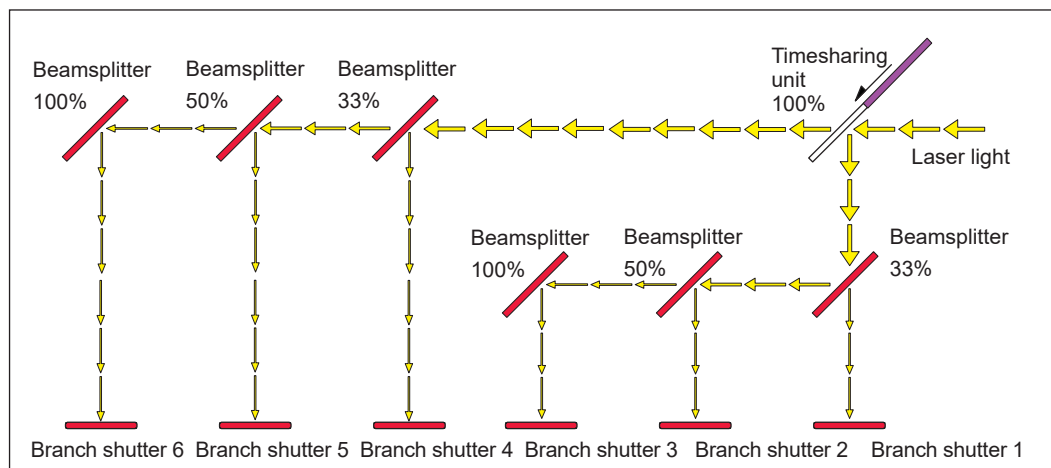 Beamsplitter
100%
Beamsplitter
50%
Beamsplitter
33%
Timesharing
unit
100%
Laser light
Beamsplitter
100%
Beamsplitter
50%
Beamsplitter
33%
Branch shutter 6
Branch shutter 5
Branch shutter 4
Branch shutter 3
Branch shutter 2
Branch shutter 1